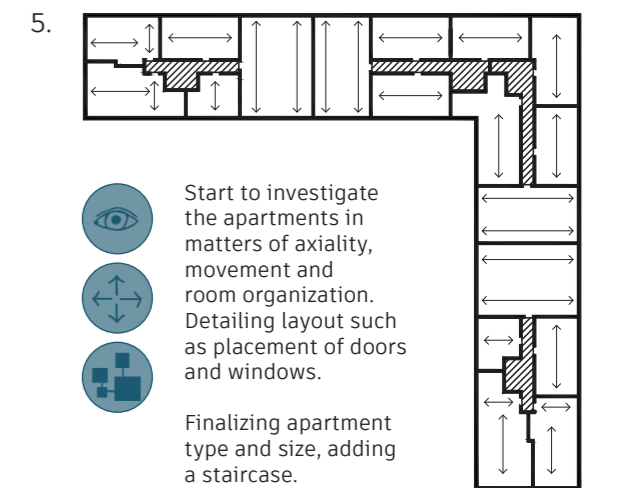 5.
Start to investigate
the apartments in
matters of axiality,
movement and
room organization.
Detailing layout such
as placement of doors
and windows.
Finalizing apartment
type and size, adding
a staircase.